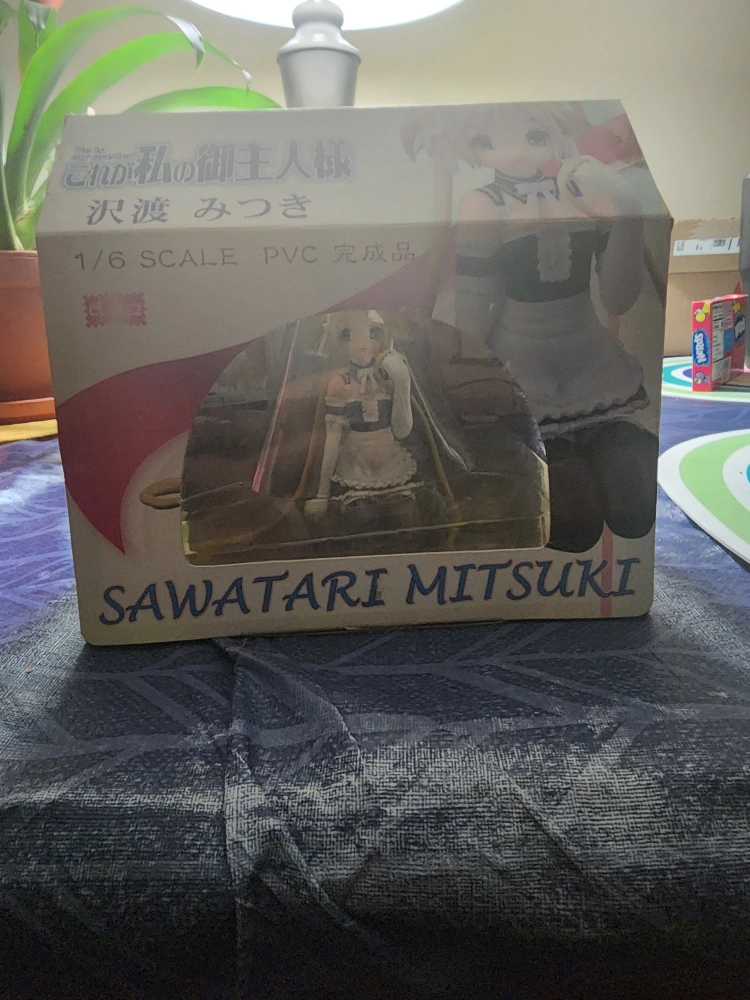 これが私の御主人様
沢渡 みつき
1/6 SCALE PVC 完成品
SAWATARI MITSUKI
Nerds